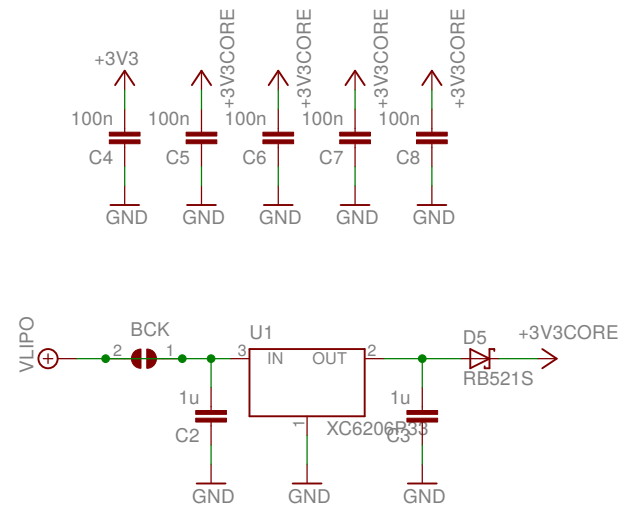 +3V3
+3V3CORE
+3V3CORE
+3V3CORE
+3V3CORE
100n
100n
100n
100n
100n
C4
C5
C6
C7
C8
GND
GND
GND
GND
GND
VLIPO
BCK
2
1
U1
3
IN
OUT
2
D5
+3V3CORE
RB521S
1u
C2
1
XC6206P33
1u
C3
GND
GND
GND